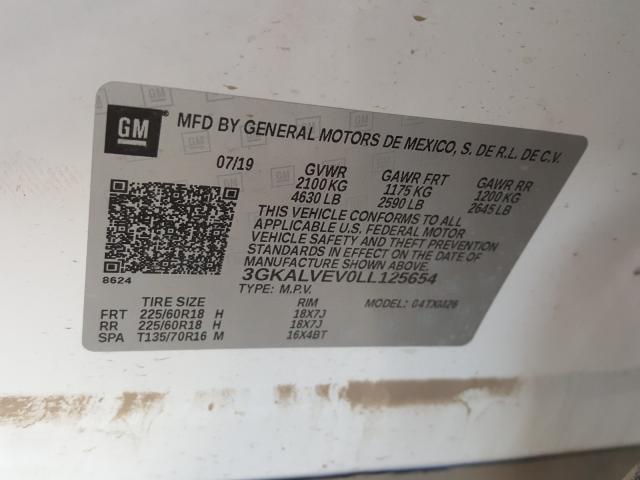 GM
MFD BY GENERAL MOTORS DE MEXICO, S. DE R.L. DE C.V.
07/19 GVWR GAWR FRT GAWR RR
2100 KG 1175 KG 1200 KG
4630 LB 2590 LB 2645 LB
THIS VEHICLE CONFORMS TO ALL
APPLICABLE U.S. FEDERAL MOTOR
VEHICLE SAFETY AND THEFT PREVENTION
STANDARDS IN EFFECT ON THE DATE OF
MANUFACTURE SHOWN ABOVE.
8624 3GKALVEV0LL125654
TYPE: M.P.V. MODEL: 04TXM26
TIRE SIZE RIM
FRT 225/60R18 H 18X7J
RR 225/60R18 H 18X7J
SPA T135/70R16 M 16X4BT